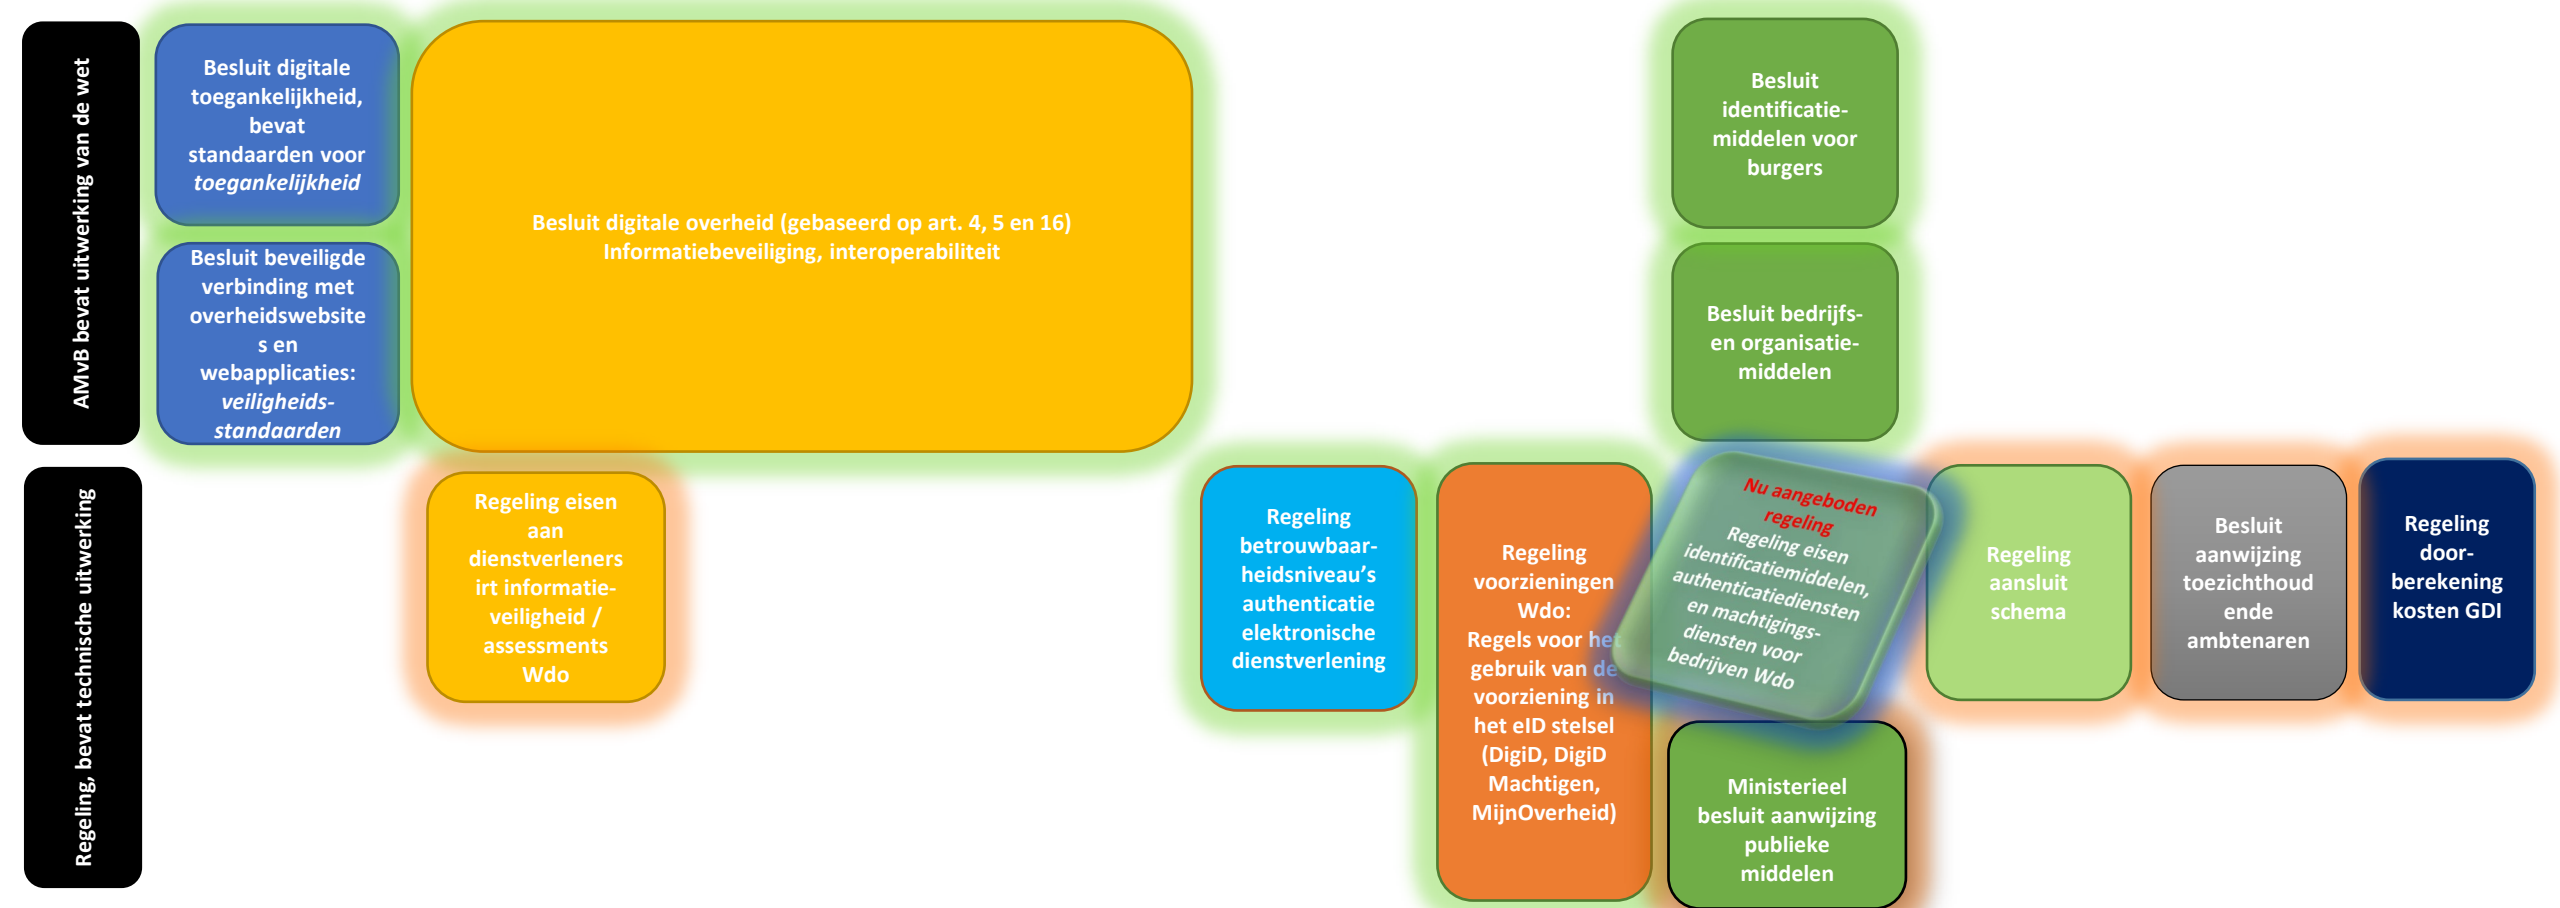 AMvB bevat uitwerking van de wet
Besluit digitale
toegankelijkheid,
bevat
standaarden voor
toegankelijkheid
Besluit beveiligde
verbinding met
overheidswebsite
s en
webapplicaties:
veiligheids-
standaarden
Besluit digitale overheid (gebaseerd op art. 4, 5 en 16)
Informatiebeveiliging, interoperabiliteit
Besluit
identificatie-
middelen voor
burgers
Besluit bedrijfs-
en organisatie-
middelen
Regeling, bevat technische uitwerking
Regeling eisen
aan
dienstverleners
irt informatie-
veiligheid /
assessments
Wdo
Regeling
betrouwbaar-
heidsniveau's
authenticatie
elektronische
dienstverlening
Regeling
voorzieningen
Wdo:
Regels voor het
gebruik van de
voorziening in
het eID stelsel
(DigiD, DigiD
Machtigen,
MijnOverheid)
Nu aangeboden
regeling
Regeling eisen
identificatiemiddelen,
authenticatiediensten
en machtigings-
diensten voor
bedrijven Wdo
Ministerieel
besluit aanwijzing
publieke
middelen
Regeling
aansluit
schema
Besluit
aanwijzing
toezichthoud
ende
ambtenaren
Regeling
door-
berekening
kosten GDI